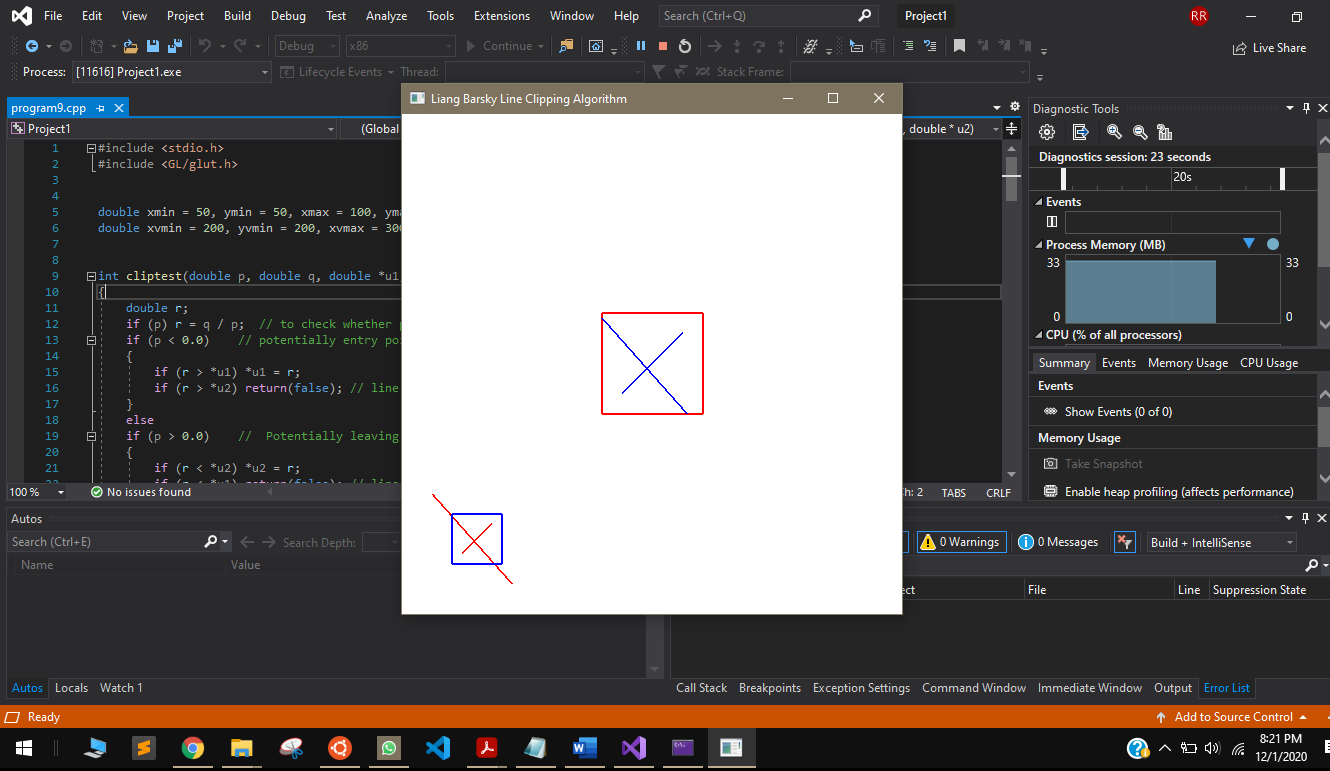 File Edit View Project Build Debug Test Analyze Tools Extensions Window Help Search (Ctrl+Q) Project1 RR
Debug x86 Continue Live Share
Process: [11616] Project1.exe Lifecycle Events Thread: Stack Frame:
program9.cpp
Project1 (Global , double * u2)
1 #include <stdio.h>
2 #include <GL/glut.h>
3
4
5 double xmin = 50, ymin = 50, xmax = 100, yma
6 double xvmin = 200, yvmin = 200, xvmax = 300
7
8
9 int cliptest(double p, double q, double *u1
10 {
11 double r;
12 if (p) r = q / p; // to check whether p
13 if (p < 0.0) // potentially entry poi
14 {
15 if (r > *u1) *u1 = r;
16 if (r > *u2) return(false); // line
17 }
18 else
19 if (p > 0.0) // Potentially leaving
20 {
21 if (r < *u2) *u2 = r;
100 % No issues found Ch: 2 TABS CRLF
Liang Barsky Line Clipping Algorithm
Diagnostic Tools
Diagnostics session: 23 seconds
20s
Events
Process Memory (MB)
33 33
0 0
CPU (% of all processors)
Summary Events Memory Usage CPU Usage
Events
Show Events (0 of 0)
Memory Usage
Take Snapshot
Enable heap profiling (affects performance)
Autos
Search (Ctrl+E) Search Depth:
Name Value
Autos Locals Watch 1
0 Warnings 0 Messages Build + IntelliSense
ect File Line Suppression State
Call Stack Breakpoints Exception Settings Command Window Immediate Window Output Error List
Ready Add to Source Control
8:21 PM
12/1/2020